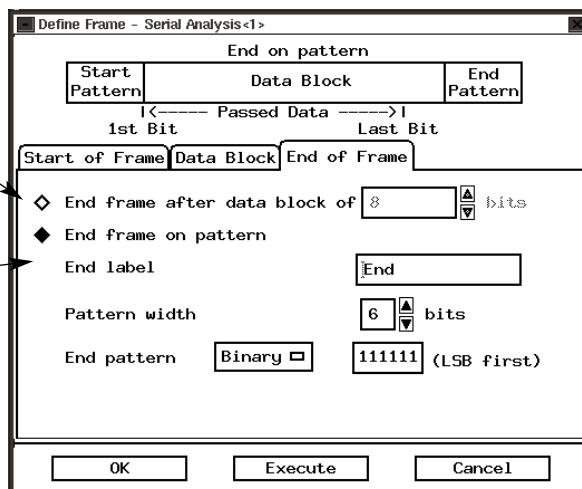 Define Frame - Serial Analysis<1>
End on pattern
Start Pattern
Data Block
End Pattern
|<----- Passed Data ----->|
1st Bit Last Bit
Start of Frame Data Block End of Frame
End frame after data block of 8 bits
End frame on pattern
End label End
Pattern width 6 bits
End pattern Binary 111111 (LSB first)
OK Execute Cancel